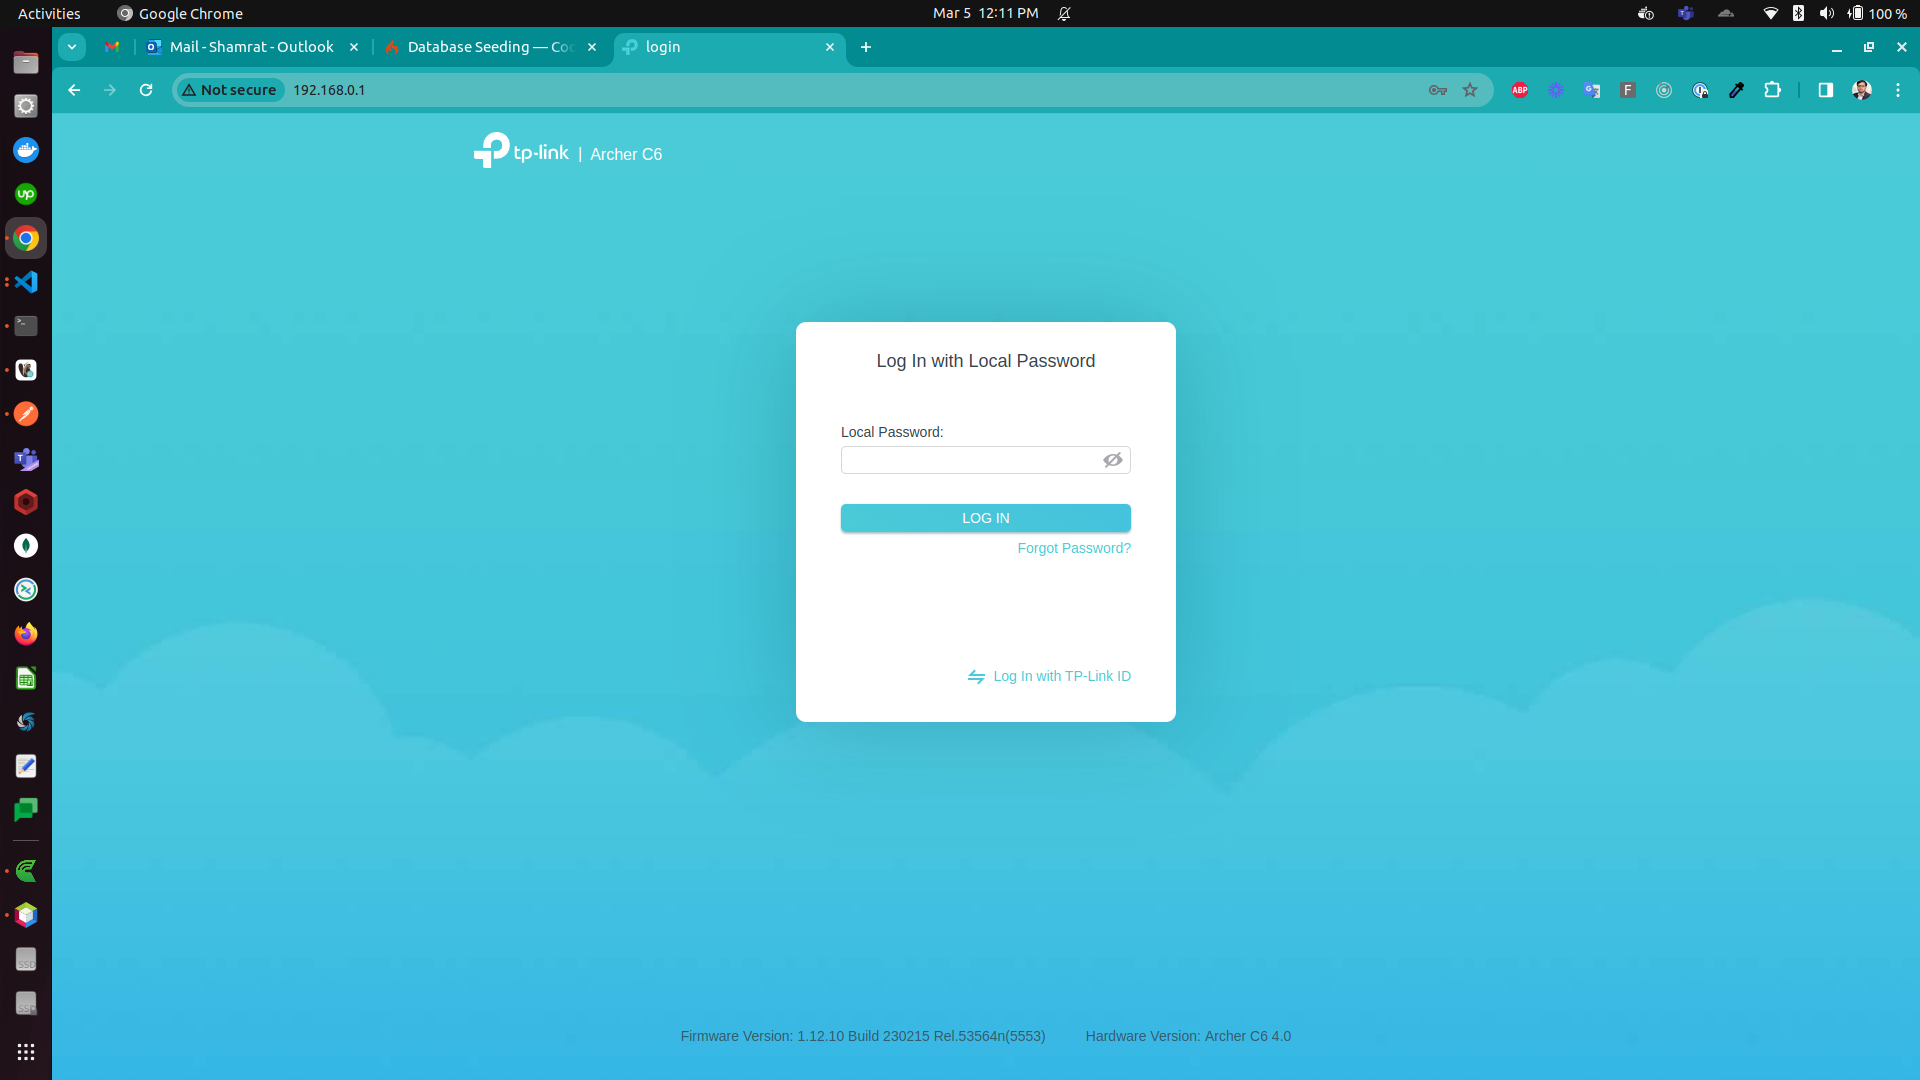 Activities Google Chrome Mar 5 12:11 PM 100 %
Mail - Shamrat - Outlook Database Seeding — Co login
Not secure 192.168.0.1 ABP F
tp-link | Archer C6
Log In with Local Password
Local Password:
LOG IN
Forgot Password?
Log In with TP-Link ID
SSD
SSD
Firmware Version: 1.12.10 Build 230215 Rel.53564n(5553) Hardware Version: Archer C6 4.0